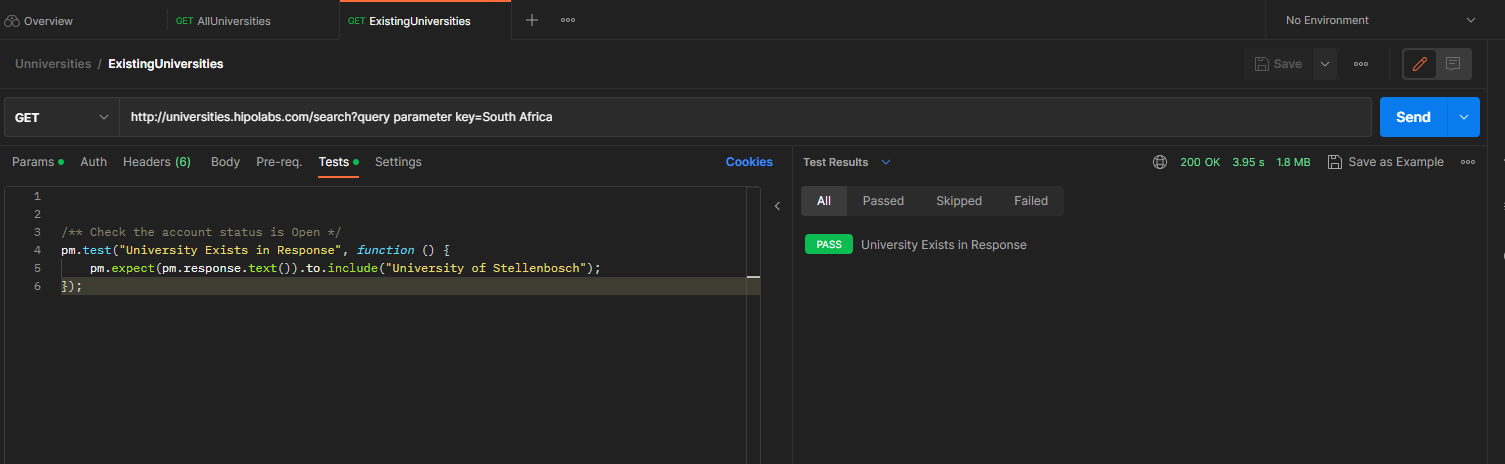 Overview
GET AllUniversities
GET ExistingUniversities
No Environment
Unniversities / ExistingUniversities
Save
GET
http://universities.hipolabs.com/search?query parameter key=South Africa
Send
Params Auth Headers (6) Body Pre-req. Tests Settings Cookies
Test Results
200 OK 3.95 s 1.8 MB Save as Example
All Passed Skipped Failed
PASS University Exists in Response
1
2
3 /** Check the account status is Open */
4 pm.test("University Exists in Response", function () {
5 pm.expect(pm.response.text()).to.include("University of Stellenbosch");
6 });